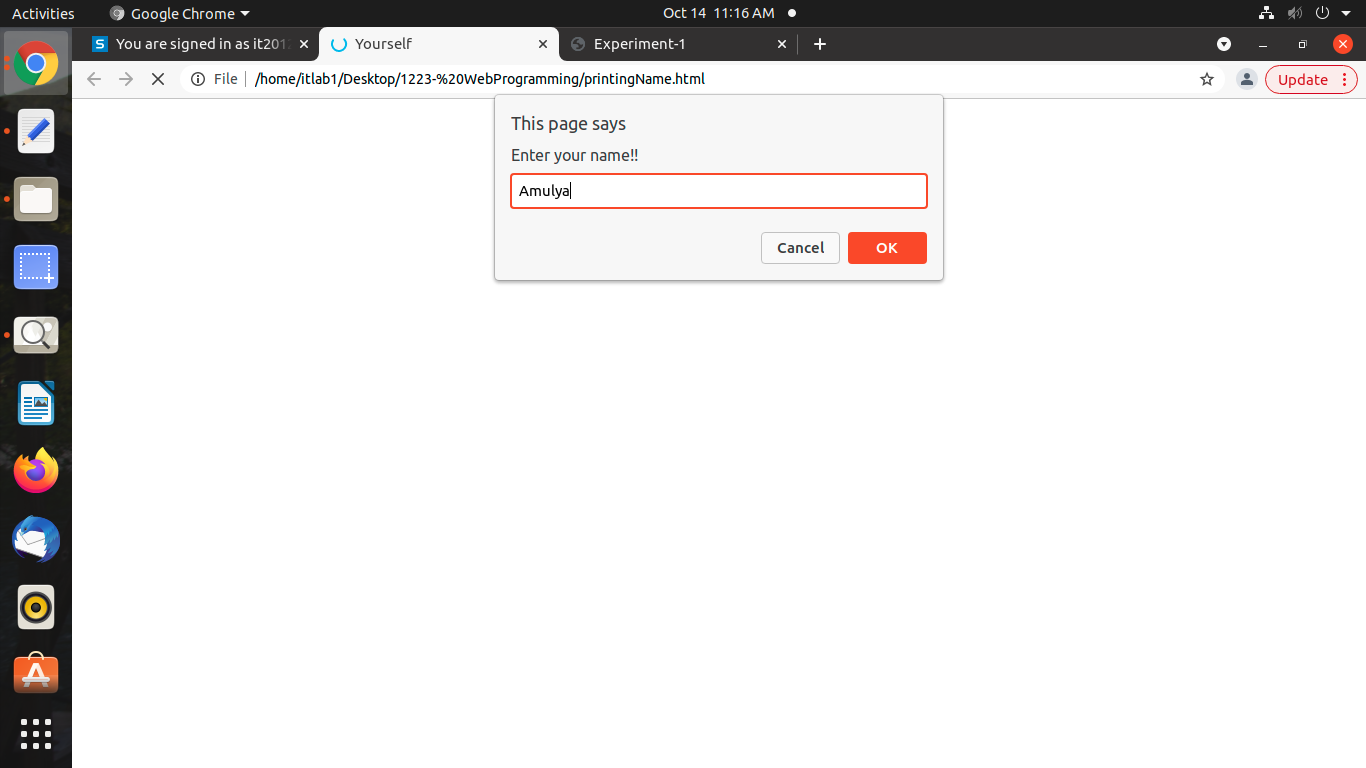 Activities
Google Chrome
Oct 14 11:16 AM
You are signed in as it201
Yourself
Experiment-1
File
/home/itlab1/Desktop/1223-%20WebProgramming/printingName.html
Update
This page says
Enter your name!!
Amulya
Cancel
OK